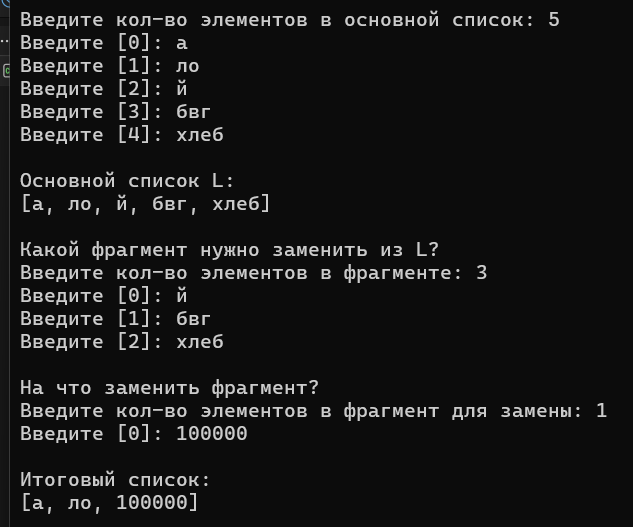 Введите кол-во элементов в основной список: 5
Введите [0]: а
Введите [1]: ло
Введите [2]: й
Введите [3]: бвг
Введите [4]: хлеб
Основной список L:
[а, ло, й, бвг, хлеб]
Какой фрагмент нужно заменить из L?
Введите кол-во элементов в фрагменте: 3
Введите [0]: й
Введите [1]: бвг
Введите [2]: хлеб
На что заменить фрагмент?
Введите кол-во элементов в фрагмент для замены: 1
Введите [0]: 100000
Итоговый список:
[а, ло, 100000]